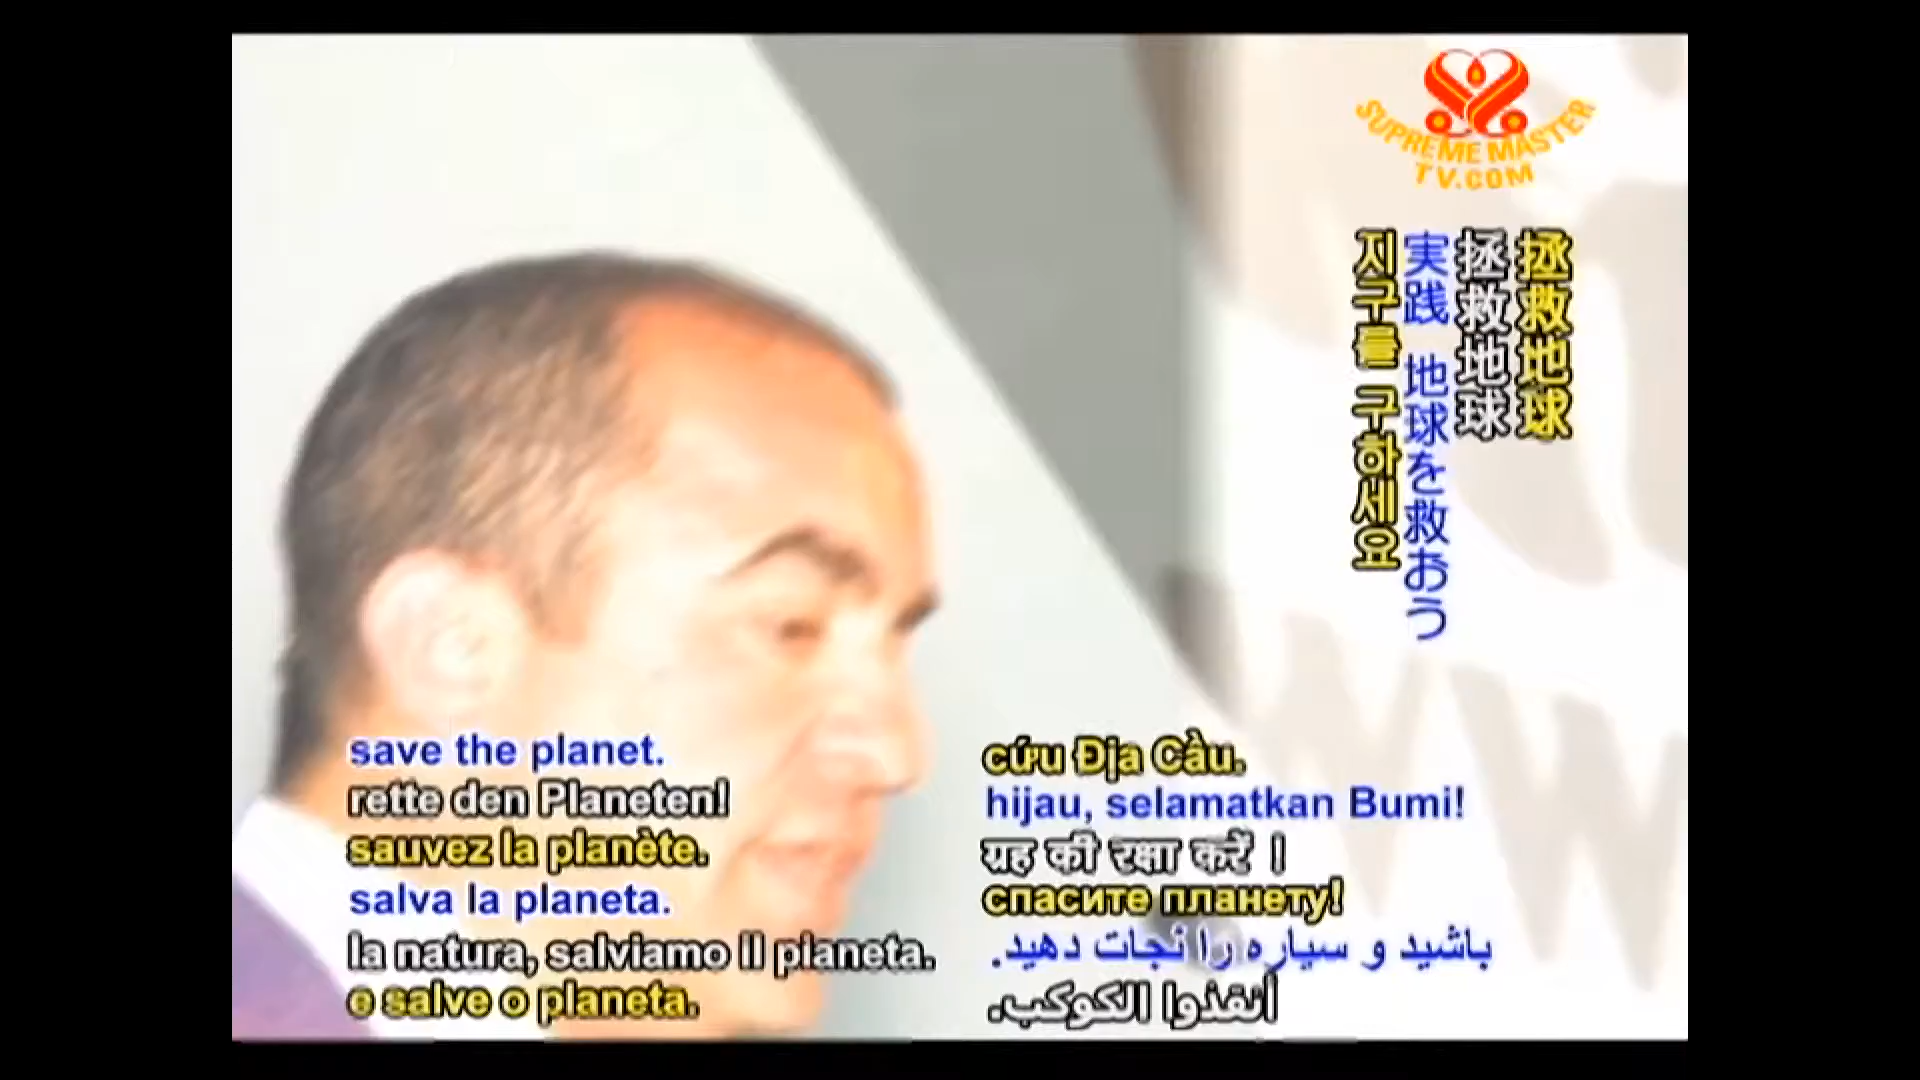 SUPREME MASTER
TV.COM
拯救地球
拯救地球
実践 地球を救おう
지구를 구하세요
save the planet.
rette den Planeten!
sauvez la planète.
salva la planeta.
la natura, salviamo il pianeta.
e salve o planeta.
cứu Địa Cầu.
hijau, selamatkan Bumi!
ग्रह की रक्षा करें ।
спасите планету!
باشید و سیاره را نجات دهید.
أنقذوا الكوكب.
WW